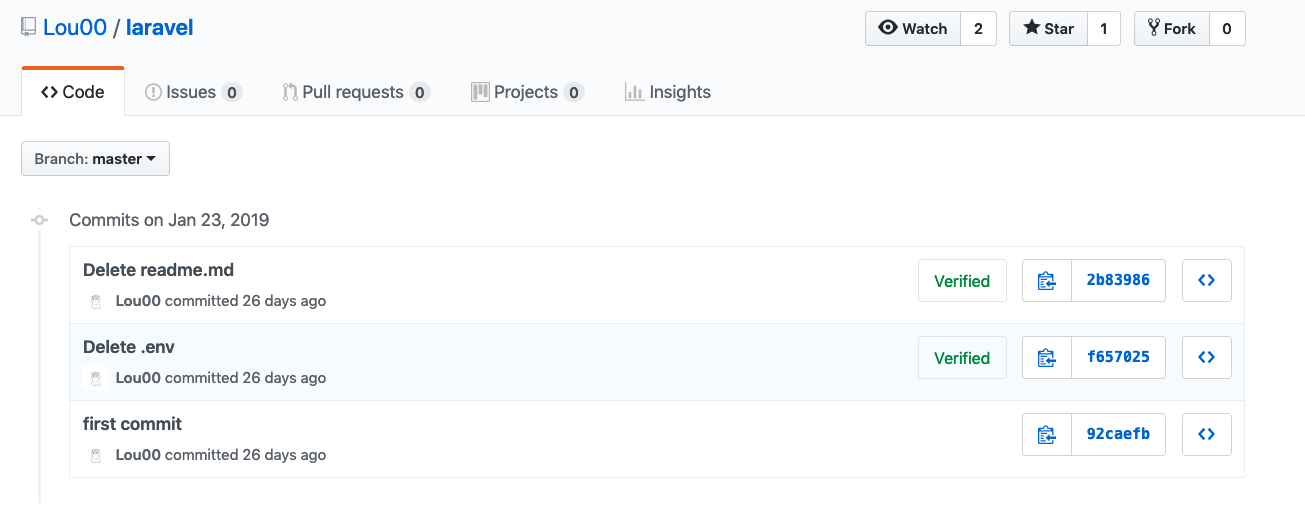 Lou00 / laravel
Watch 2 Star 1 Fork 0
Code Issues 0 Pull requests 0 Projects 0 Insights
Branch: master
Commits on Jan 23, 2019
Delete readme.md
Verified 2b83986
Lou00 committed 26 days ago
Delete .env
Verified f657025
Lou00 committed 26 days ago
first commit
92caefb
Lou00 committed 26 days ago